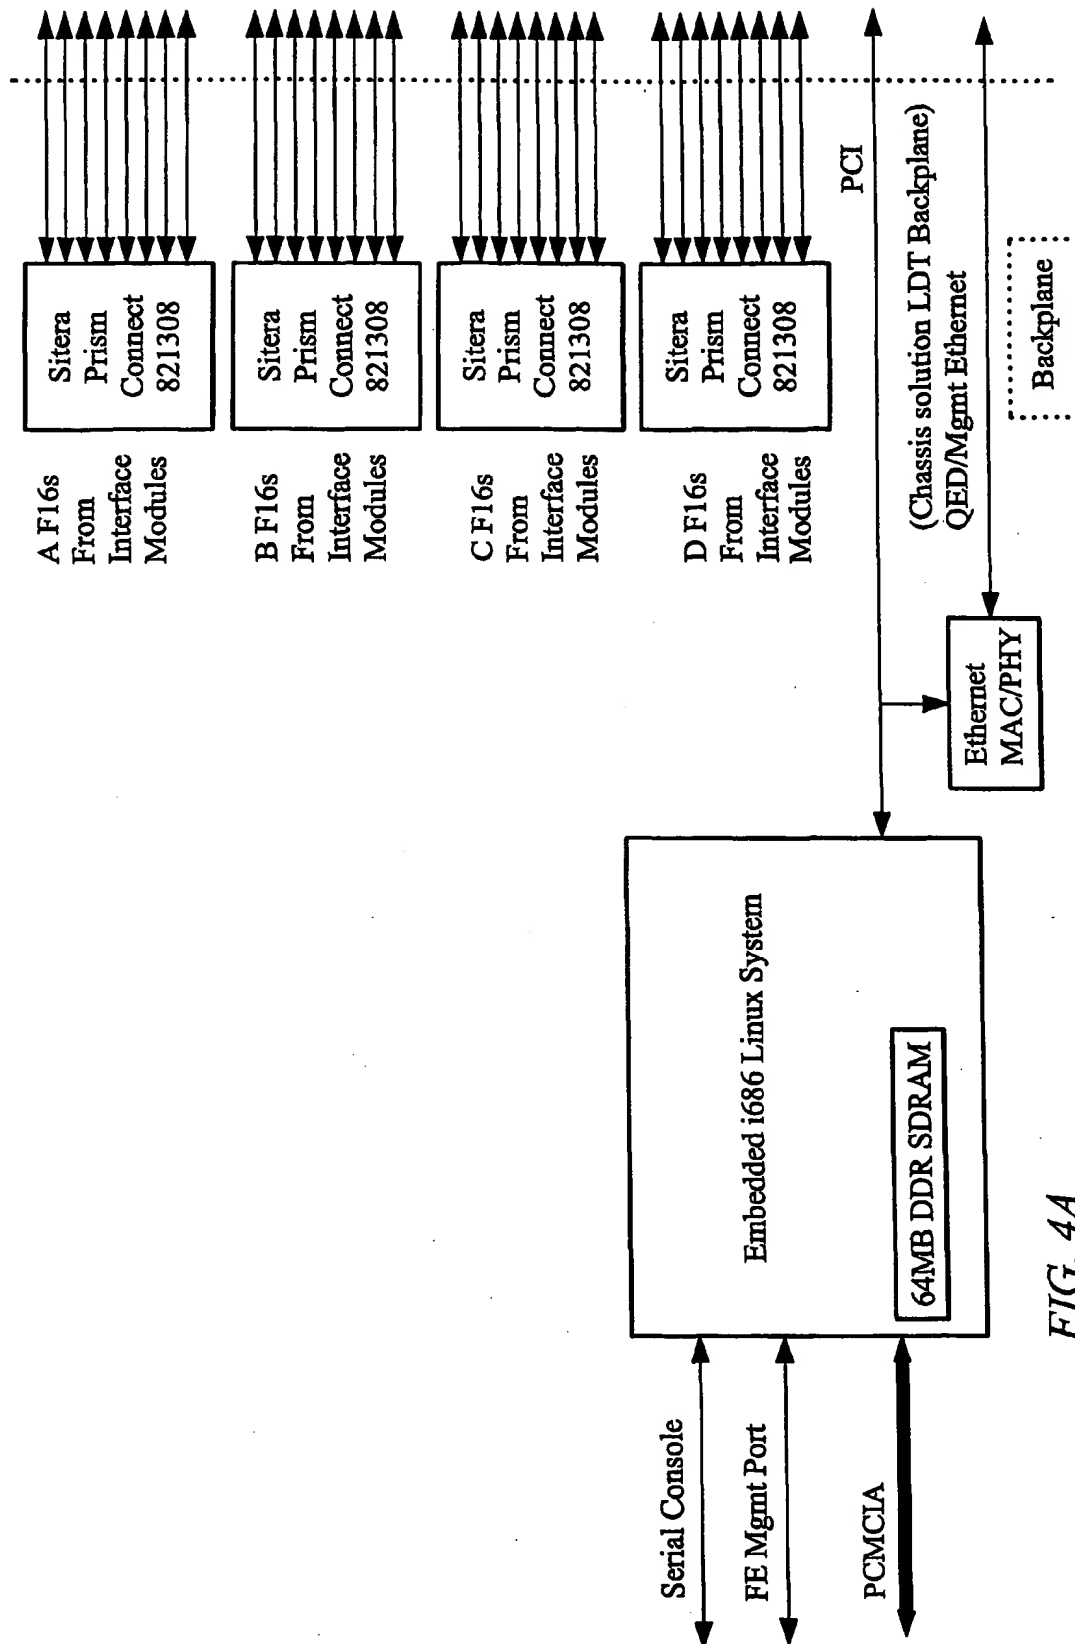 A F16s
From
Interface
Modules
Sitera
Prism
Connect
821308
B F16s
From
Interface
Modules
Sitera
Prism
Connect
821308
C F16s
From
Interface
Modules
Sitera
Prism
Connect
821308
D F16s
From
Interface
Modules
Sitera
Prism
Connect
821308
PCI
(Chassis solution LDT Backplane)
QED/Mgmt Ethernet
Backplane
Ethernet
MAC/PHY
Embedded i686 Linux System
64MB DDR SDRAM
Serial Console
FE Mgmt Port
PCMCIA
FIG. 4A